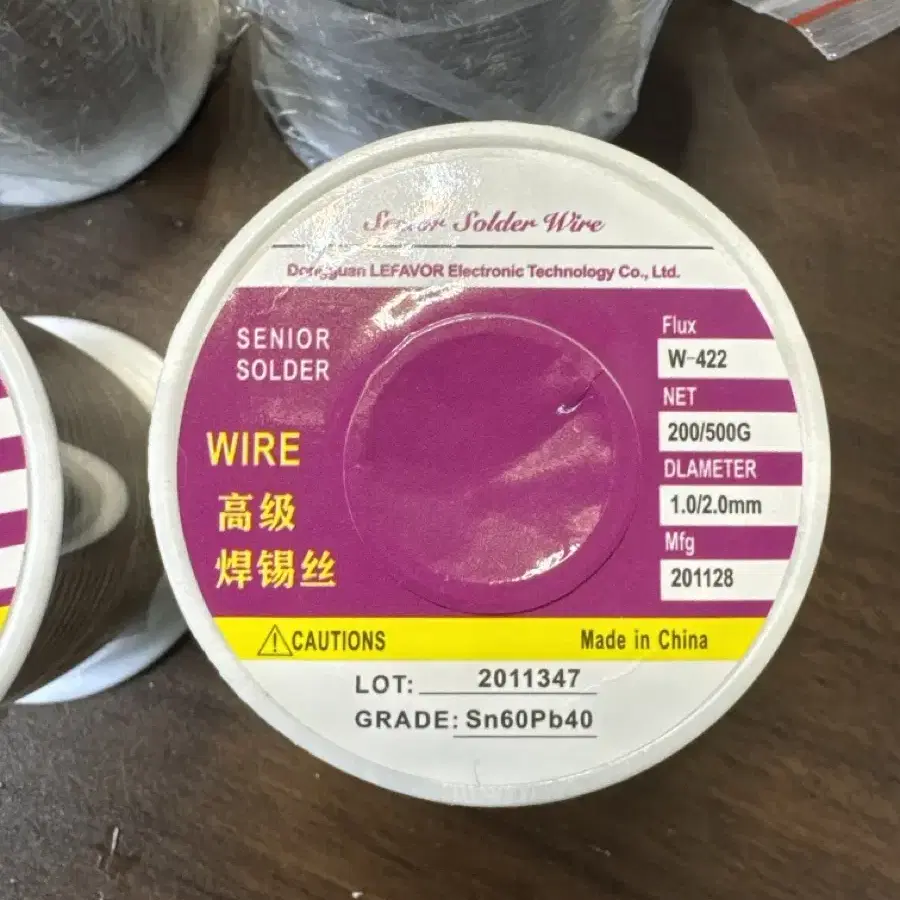 Senior Solder Wire
Dongguan LEFAVOR Electronic Technology Co., Ltd.
SENIOR
SOLDER
WIRE
高级
焊锡丝
Flux
W-422
NET
200/500G
DLAMETER
1.0/2.0mm
Mfg
201128
CAUTIONS
Made in China
LOT: 2011347
GRADE: Sn60Pb40